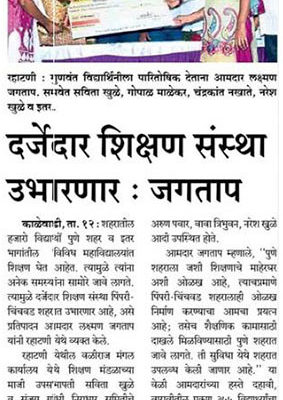 रहाटणी : गुणवंत विद्यार्थिनीला पारितोषिक देताना आमदार लक्ष्मण
जगताप. समवेत सविता खुळे, गोपाळ माळेकर, चंद्रकांत नखाते, नरेश
खुळे व इतर.
दर्जेदार शिक्षण संस्था
उभारणार : जगताप
काळेवाडी, ता. १२ : शहरातील
हजारो विद्यार्थी पुणे शहर व इतर
भागांतील विविध महाविद्यालयांत
शिक्षण घेत आहेत. त्यामुळे त्यांना
अनेक समस्यांना सामोरे जावे लागते.
त्यामुळे दर्जेदार शिक्षण संस्था पिंपरी-
चिंचवड शहरात उभारणार आहे, असे
प्रतिपादन आमदार लक्ष्मण जगताप
यांनी रहाटणी येथे व्यक्त केले.
रहाटणी येथील बळीराज मंगल
कार्यालय येथे शिक्षण मंडळाच्या
माजी उपसभापती सविता खुळे
व संजय गांधी निराधार समितीचे
अरुण पवार, बाबा त्रिभुवन, नरेश खुळे
आदी उपस्थित होते.
आमदार जगताप म्हणाले, "पुणे
शहराला जशी शिक्षणाचे माहेरघर
अशी ओळख आहे, त्याचप्रमाणे
पिंपरी-चिंचवड शहरालाही ओळख
निर्माण करण्याचा आमचा प्रयत्न
आहे; तसेच शैक्षणिक कामासाठी
दाखले मिळविण्यासाठी पुणे शहरात
जावे लागते. ती सुविधा येथे शहरात
उपलब्ध केली जाणार आहे." या
वेळी आमदारांच्या हस्ते दहावी,
बारावीतील एकूण विद्यार्थ्यांचा